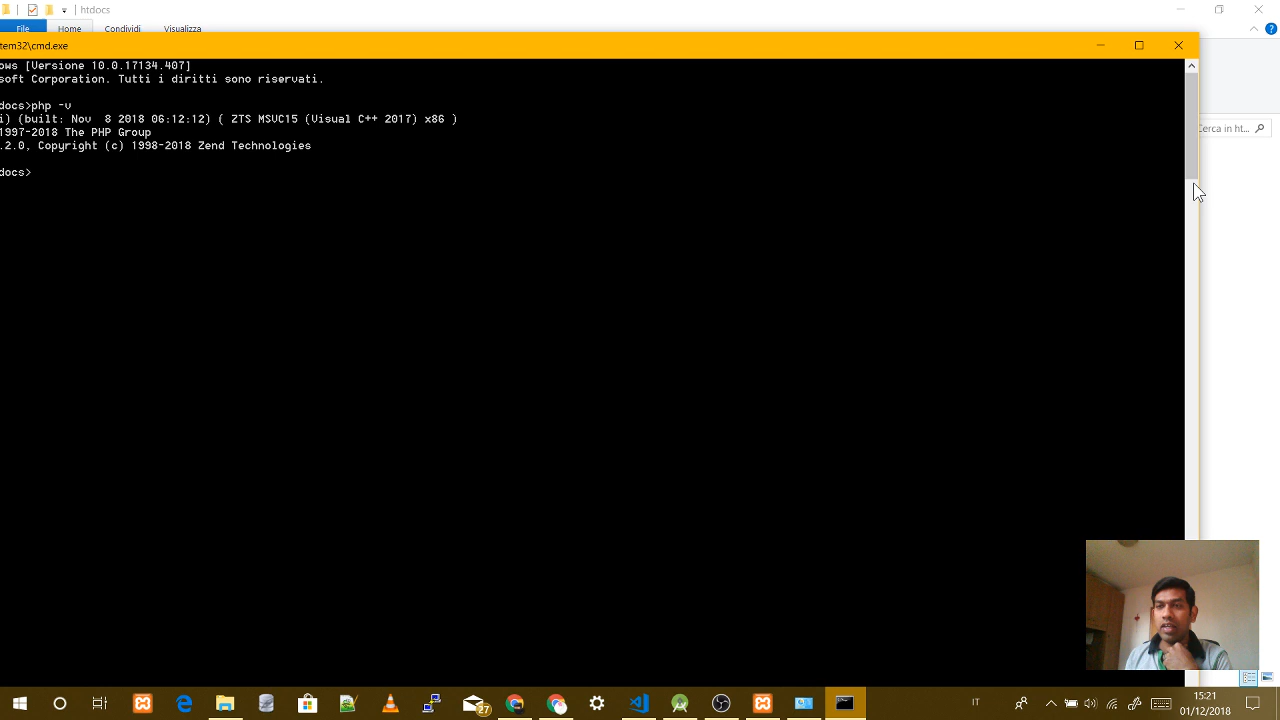 htdocs
File Home Condividi Visualizza
tem32\cmd.exe
ows [Versione 10.0.17134.407]
soft Corporation. Tutti i diritti sono riservati.
docs>php -v
i) (built: Nov  8 2018 06:12:12) ( ZTS MSVC15 (Visual C++ 2017) x86 )
1997-2018 The PHP Group
.2.0, Copyright (c) 1998-2018 Zend Technologies
docs>
Cerca in ht...
17
IT
15:21
01/12/2018